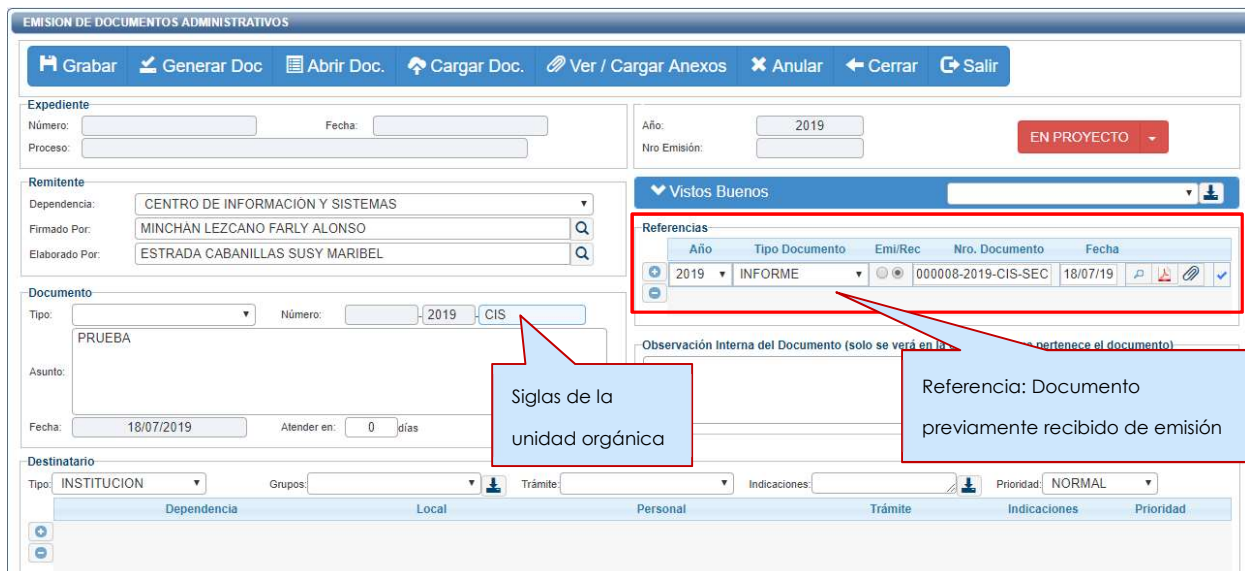 EMISION DE DOCUMENTOS ADMINISTRATIVOS
Grabar Generar Doc Abrir Doc. Cargar Doc. Ver / Cargar Anexos Anular Cerrar Salir
Expediente
Número: Fecha:
Proceso:
Año: 2019
Nro Emisión:
EN PROYECTO
Remitente
Dependencia: CENTRO DE INFORMACIÓN Y SISTEMAS
Firmado Por: MINCHÁN LEZCANO FARLY ALONSO
Elaborado Por: ESTRADA CABANILLAS SUSY MARIBEL
Vistos Buenos
Referencias
Año Tipo Documento Emi/Rec Nro. Documento Fecha
2019 INFORME 000008-2019-CIS-SEC 18/07/19
Documento
Tipo: Número: - 2019 - CIS
Asunto: PRUEBA
Fecha: 18/07/2019 Atender en: 0 días
Observación Interna del Documento (solo se verá en la pertenece el documento)
Siglas de la
unidad orgánica
Referencia: Documento
previamente recibido de emisión
Destinatario
Tipo: INSTITUCION Grupos: Trámite: Indicaciones: Prioridad: NORMAL
Dependencia Local Personal Trámite Indicaciones Prioridad